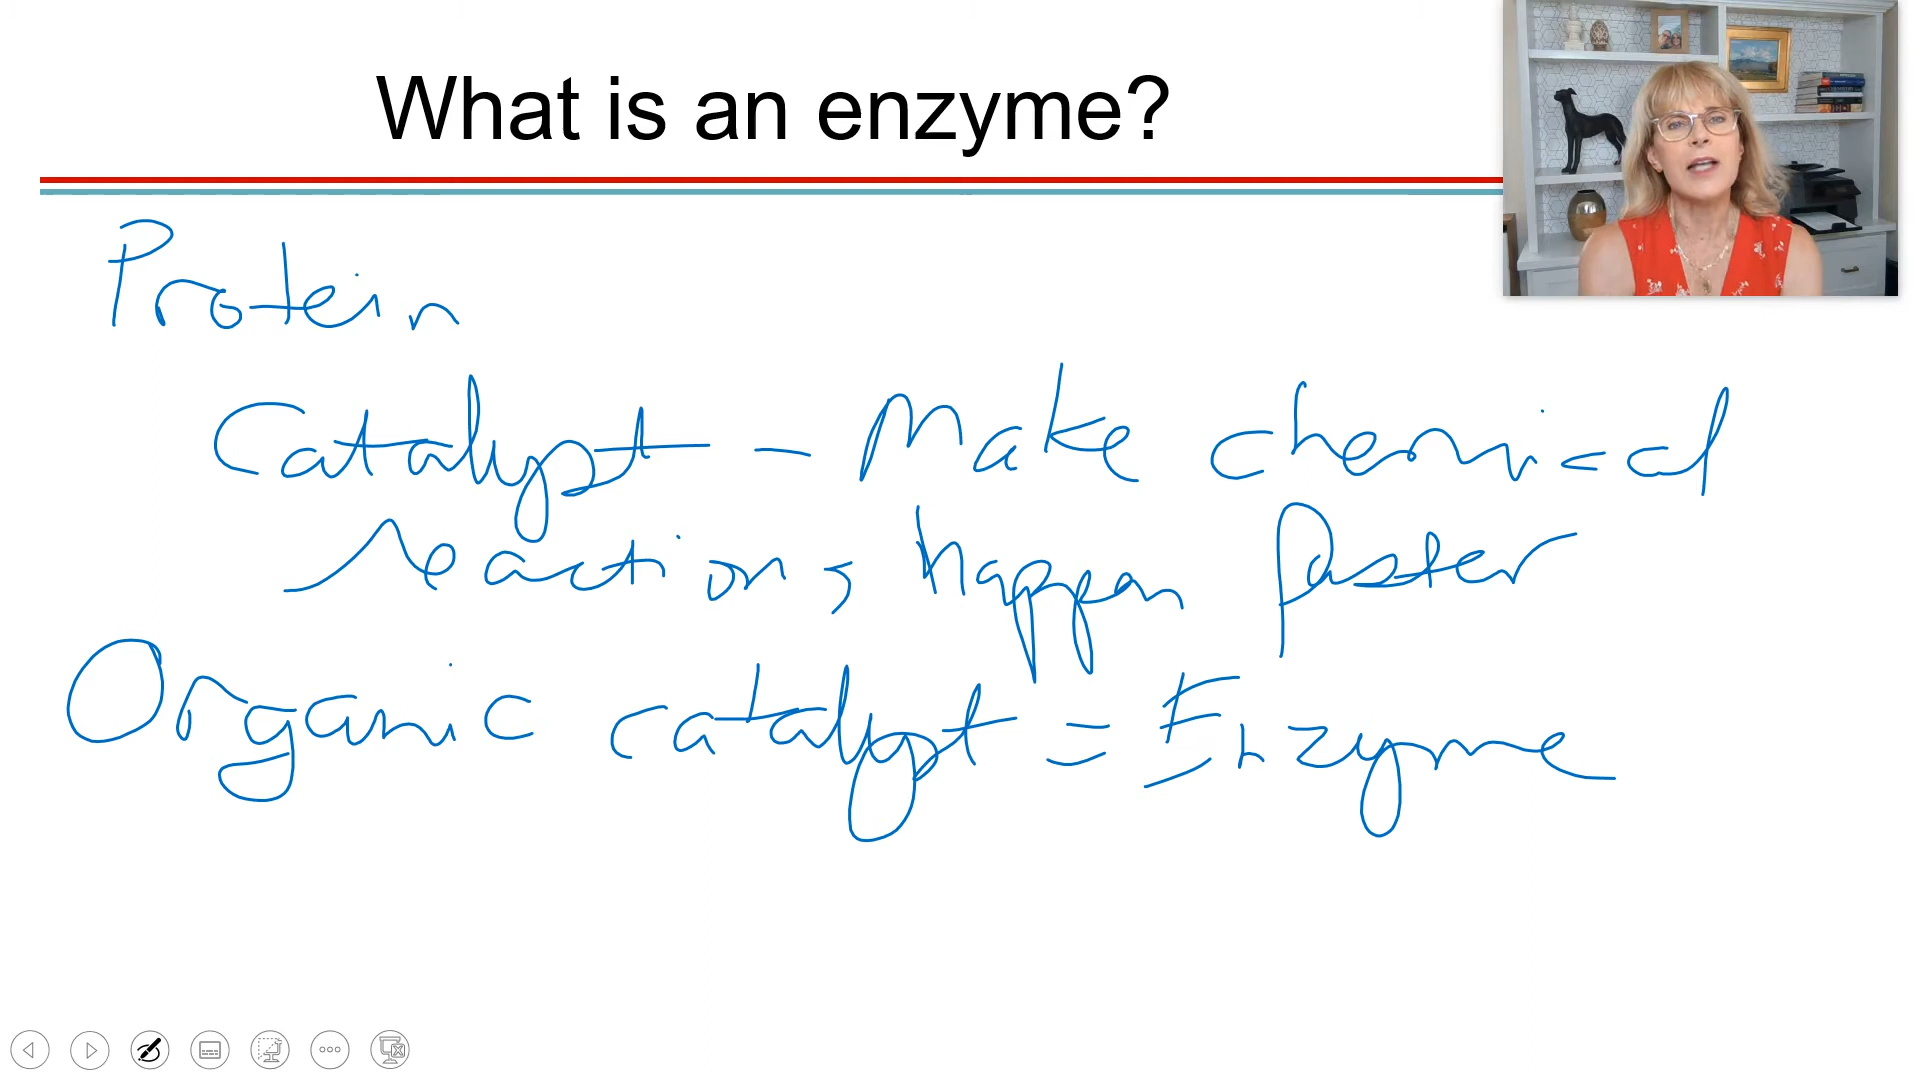 What is an enzyme?
Protein
Catalyst - Make chemical
reactions happen faster
Organic catalyst = Enzyme